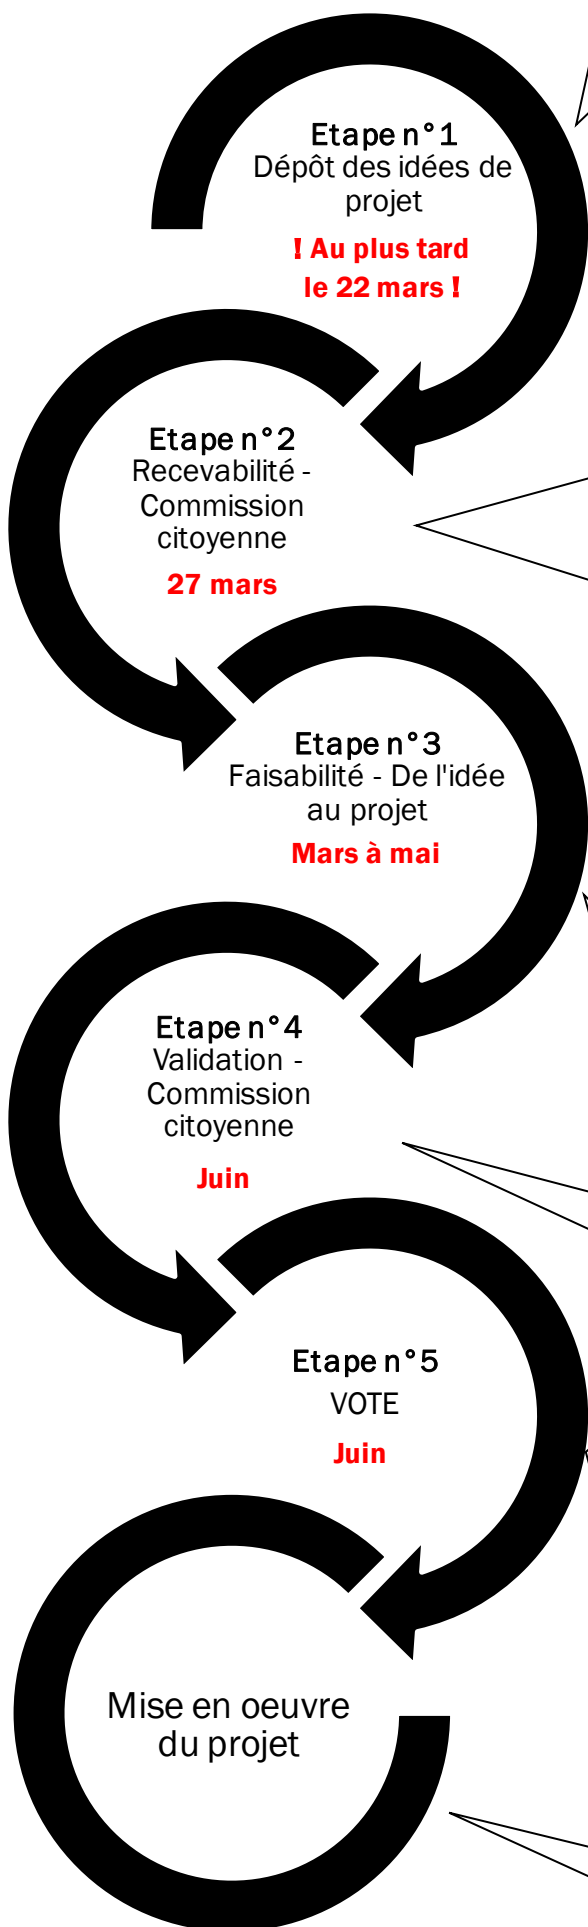 Etape n°1
Dépôt des idées de
projet
! Au plus tard
le 22 mars !
Etape n°2
Recevabilité -
Commission
citoyenne
27 mars
Etape n°3
Faisabilité - De l'idée
au projet
Mars à mai
Etape n°4
Validation -
Commission
citoyenne
Juin
Etape n°5
VOTE
Juin
Mise en oeuvre
du projet